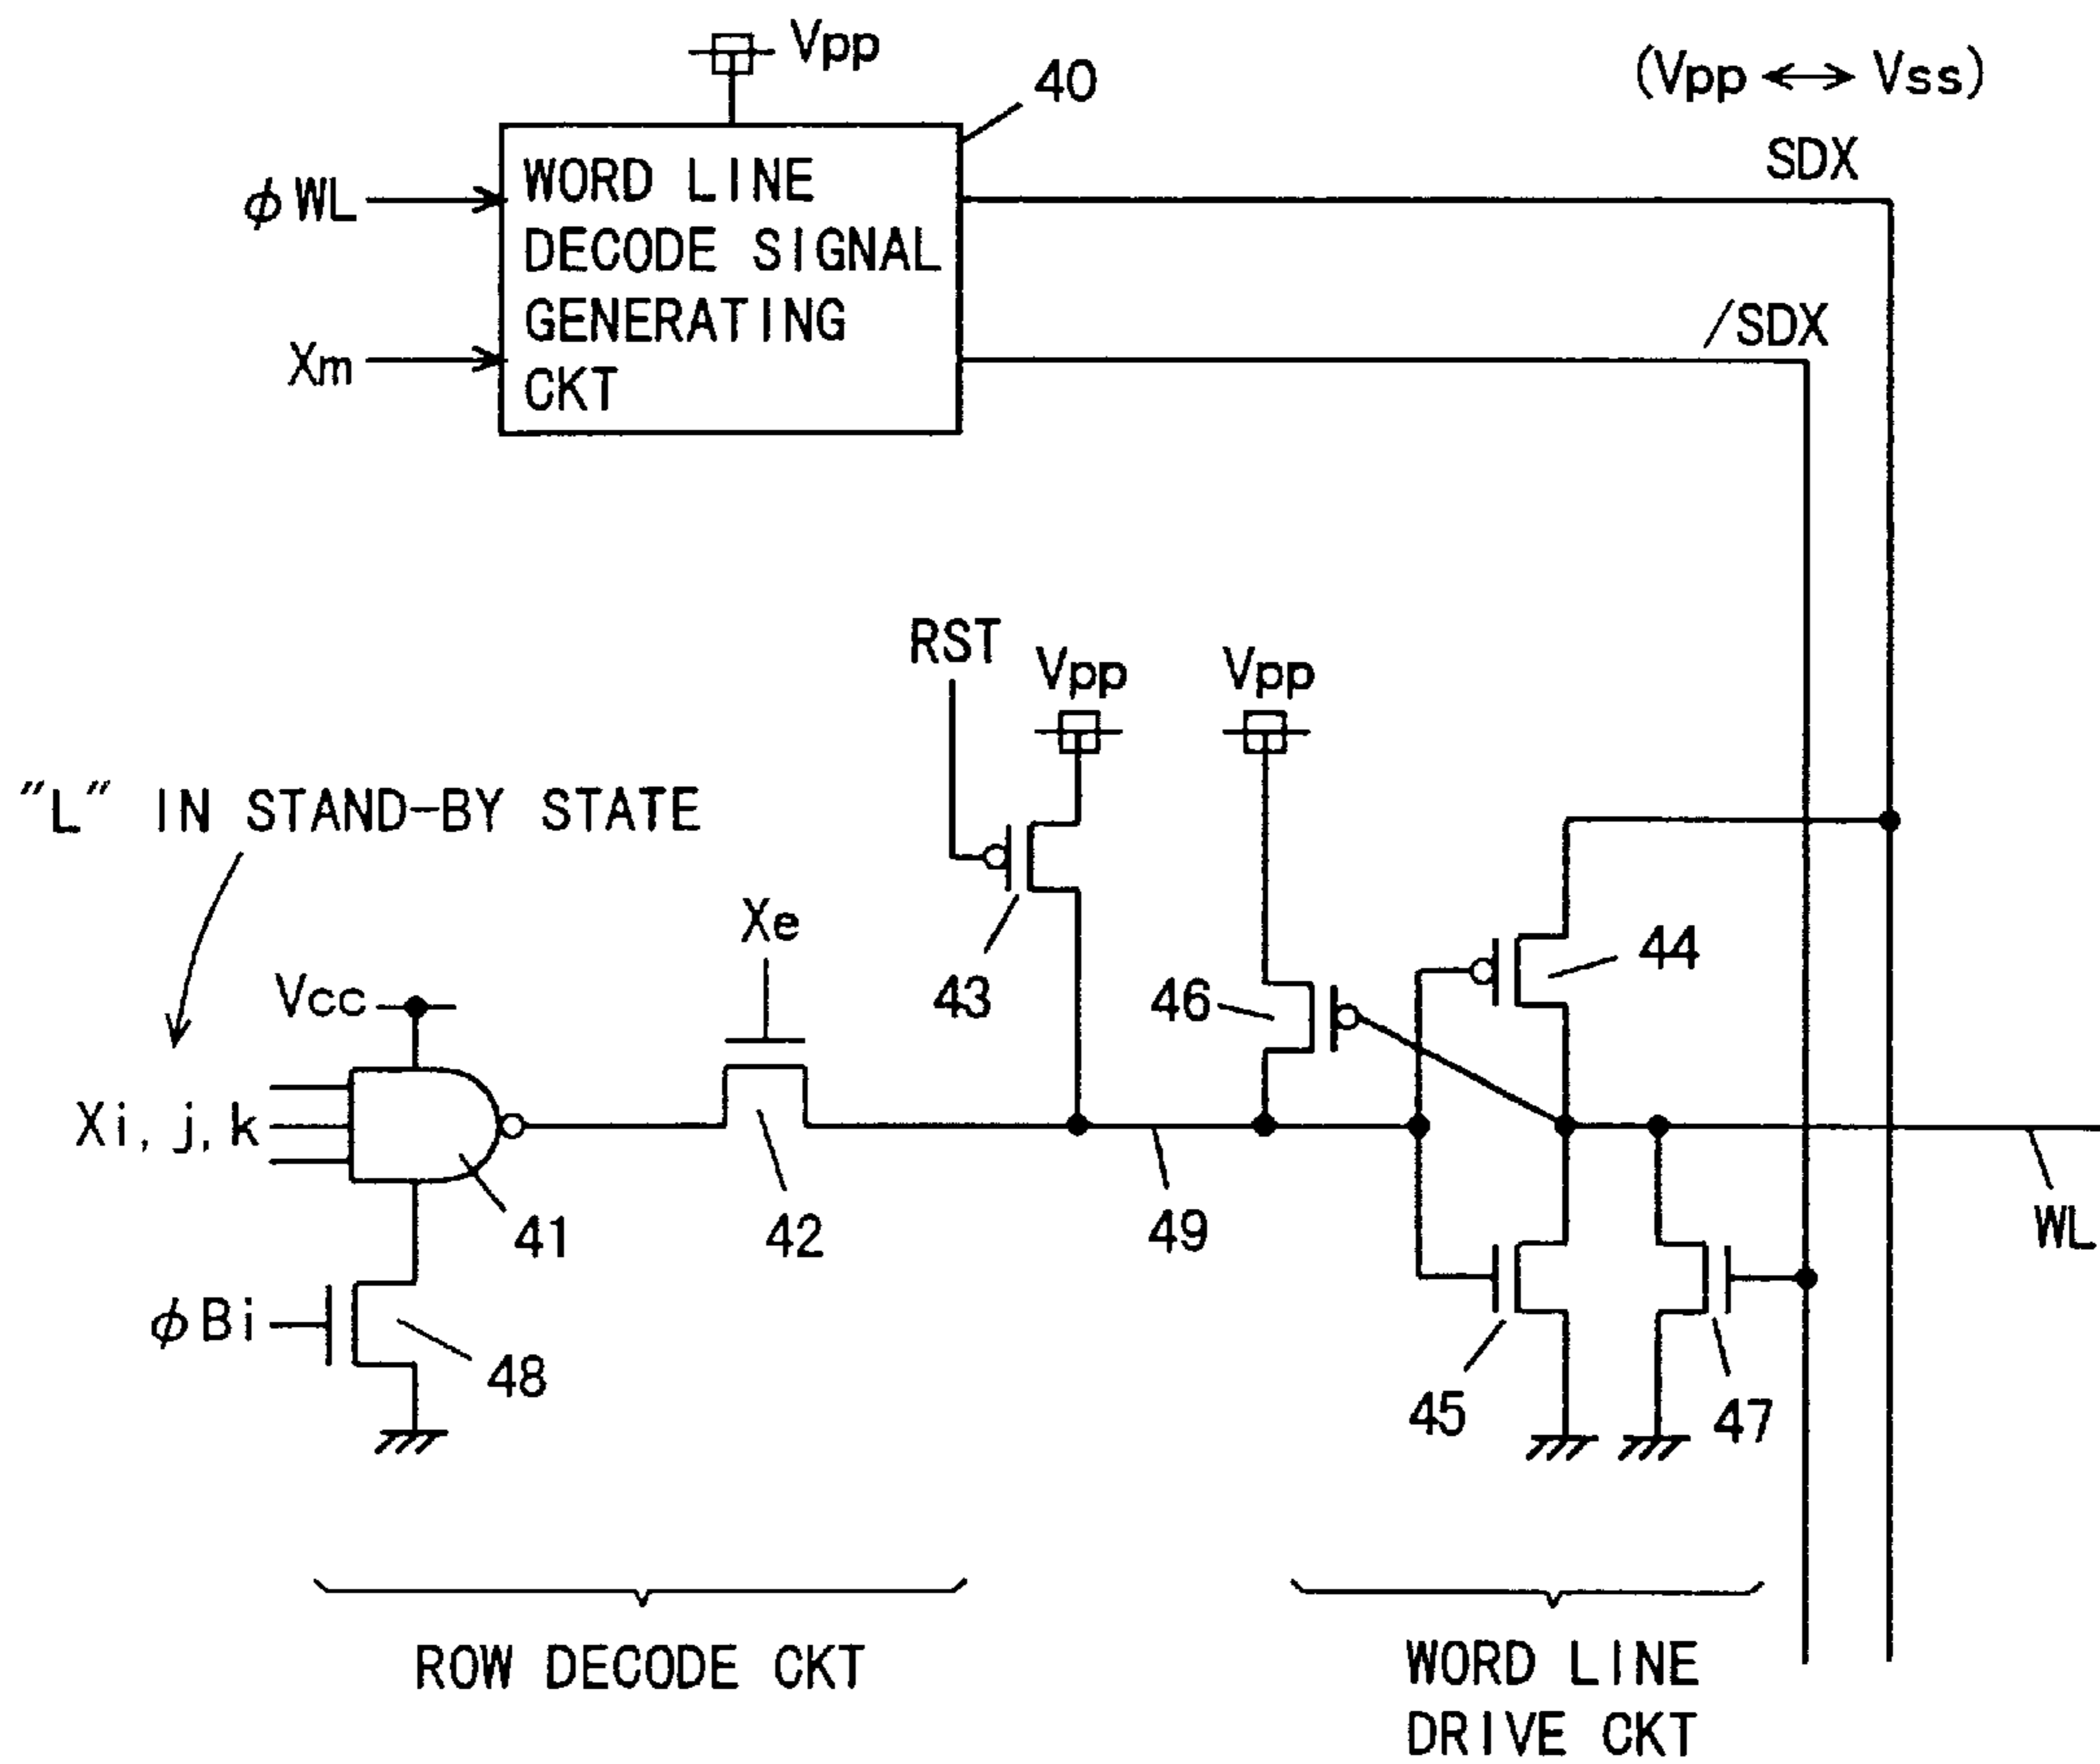 Vpp
40
(Vpp ⟷ Vss)
SDX
φWL
WORD LINE
DECODE SIGNAL
GENERATING
CKT
/SDX
Xm
RST
Vpp
Vpp
"L" IN STAND-BY STATE
Xe
Vcc
43
46
44
Xi, j, k
41
42
49
WL
φBi
48
45
47
ROW DECODE CKT
WORD LINE
DRIVE CKT